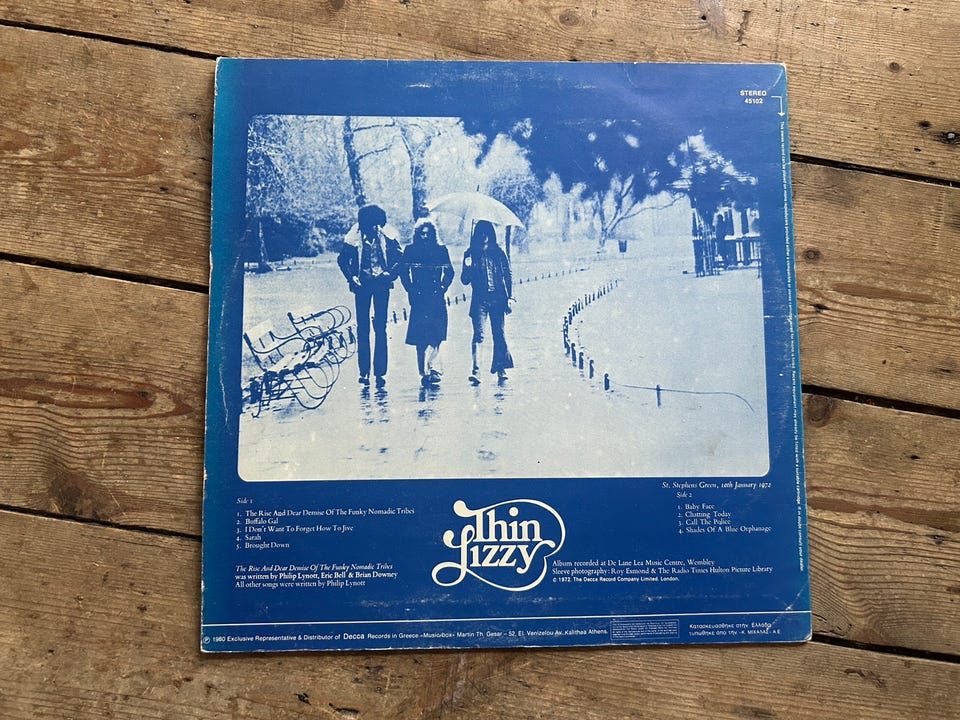 STEREO
45102
St. Stephens Green, 10th January 1972
Side 1
1. The Rise And Dear Demise Of The Funky Nomadic Tribes
2. Buffalo Gal
3. I Don't Want To Forget How To Jive
4. Sarah
5. Brought Down
Side 2
1. Baby Face
2. Chatting Today
3. Call The Police
4. Shades Of A Blue Orphanage
Thin
Lizzy
The Rise And Dear Demise Of The Funky Nomadic Tribes
was written by Philip Lynott, Eric Bell & Brian Downey
All other songs were written by Philip Lynott
Album recorded at De Lane Lea Music Centre, Wembley
Sleeve photography: Roy Esmond & The Radio Times Hulton Picture Library
© 1972. The Decca Record Company Limited. London.
℗ 1980 Exclusive Representative & Distributor of Decca Records in Greece «Music-box» Martin Th. Gesar – 52, El. Venizelou Av. Kalithea Athens.
Κατασκευάσθηκε στην Ελλάδα
τυπώθηκε από την «Κ. ΜΙΧΑΛΑΣ» Α.Ε.